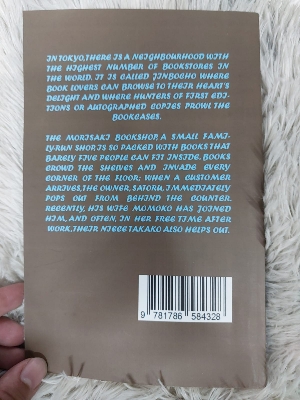 IN TOKYO, THERE IS A NEIGHBOURHOOD WITH
THE HIGHEST NUMBER OF BOOKSTORES IN
THE WORLD. IT IS CALLED JINBOCHO WHERE
BOOK LOVERS CAN BROWSE TO THEIR HEART'S
DELIGHT AND WHERE HUNTERS OF FIRST EDI-
TIONS OR AUTOGRAPHED COPIES PROWL THE
BOOKCASES.
THE MORISAKI BOOKSHOP, A SMALL FAMI-
LY-RUN SHOP, IS SO PACKED WITH BOOKS THAT
BARELY FIVE PEOPLE CAN FIT INSIDE. BOOKS
CROWD THE SHELVES AND INVADE EVERY
CORNER OF THE FLOOR; WHEN A CUSTOMER
ARRIVES, THE OWNER, SATORU, IMMEDIATELY
POPS OUT FROM BEHIND THE COUNTER.
RECENTLY, HIS WIFE MOMOKO HAS JOINED
HIM, AND OFTEN, IN HER FREE TIME AFTER
WORK, THEIR NIECE TAKAKO ALSO HELPS OUT.
9 781786 584328